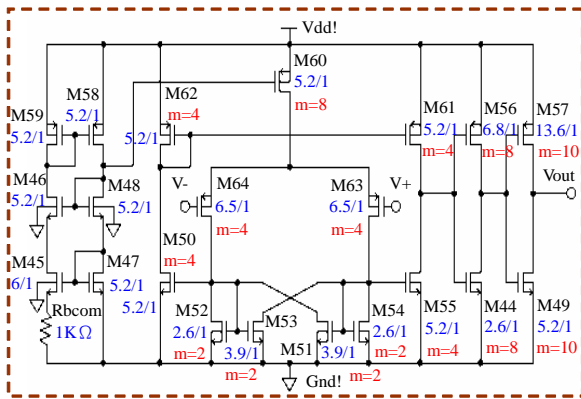 Vdd!
M60
5.2/1
m=8
M59
5.2/1
M58
5.2/1
M62
m=4
5.2/1
M61
5.2/1
m=4
M56
6.8/1
m=8
M57
13.6/1
m=10
Vout
M46
5.2/1
M48
5.2/1
V-
M64
6.5/1
m=4
M63
6.5/1
m=4
V+
M45
6/1
M47
5.2/1
M50
m=4
5.2/1
Rbcom
1KΩ
M52
2.6/1
m=2
M53
3.9/1
m=2
M51
3.9/1
M54
2.6/1
m=2
m=2
M55
5.2/1
m=4
M44
2.6/1
m=8
M49
5.2/1
m=10
Gnd!